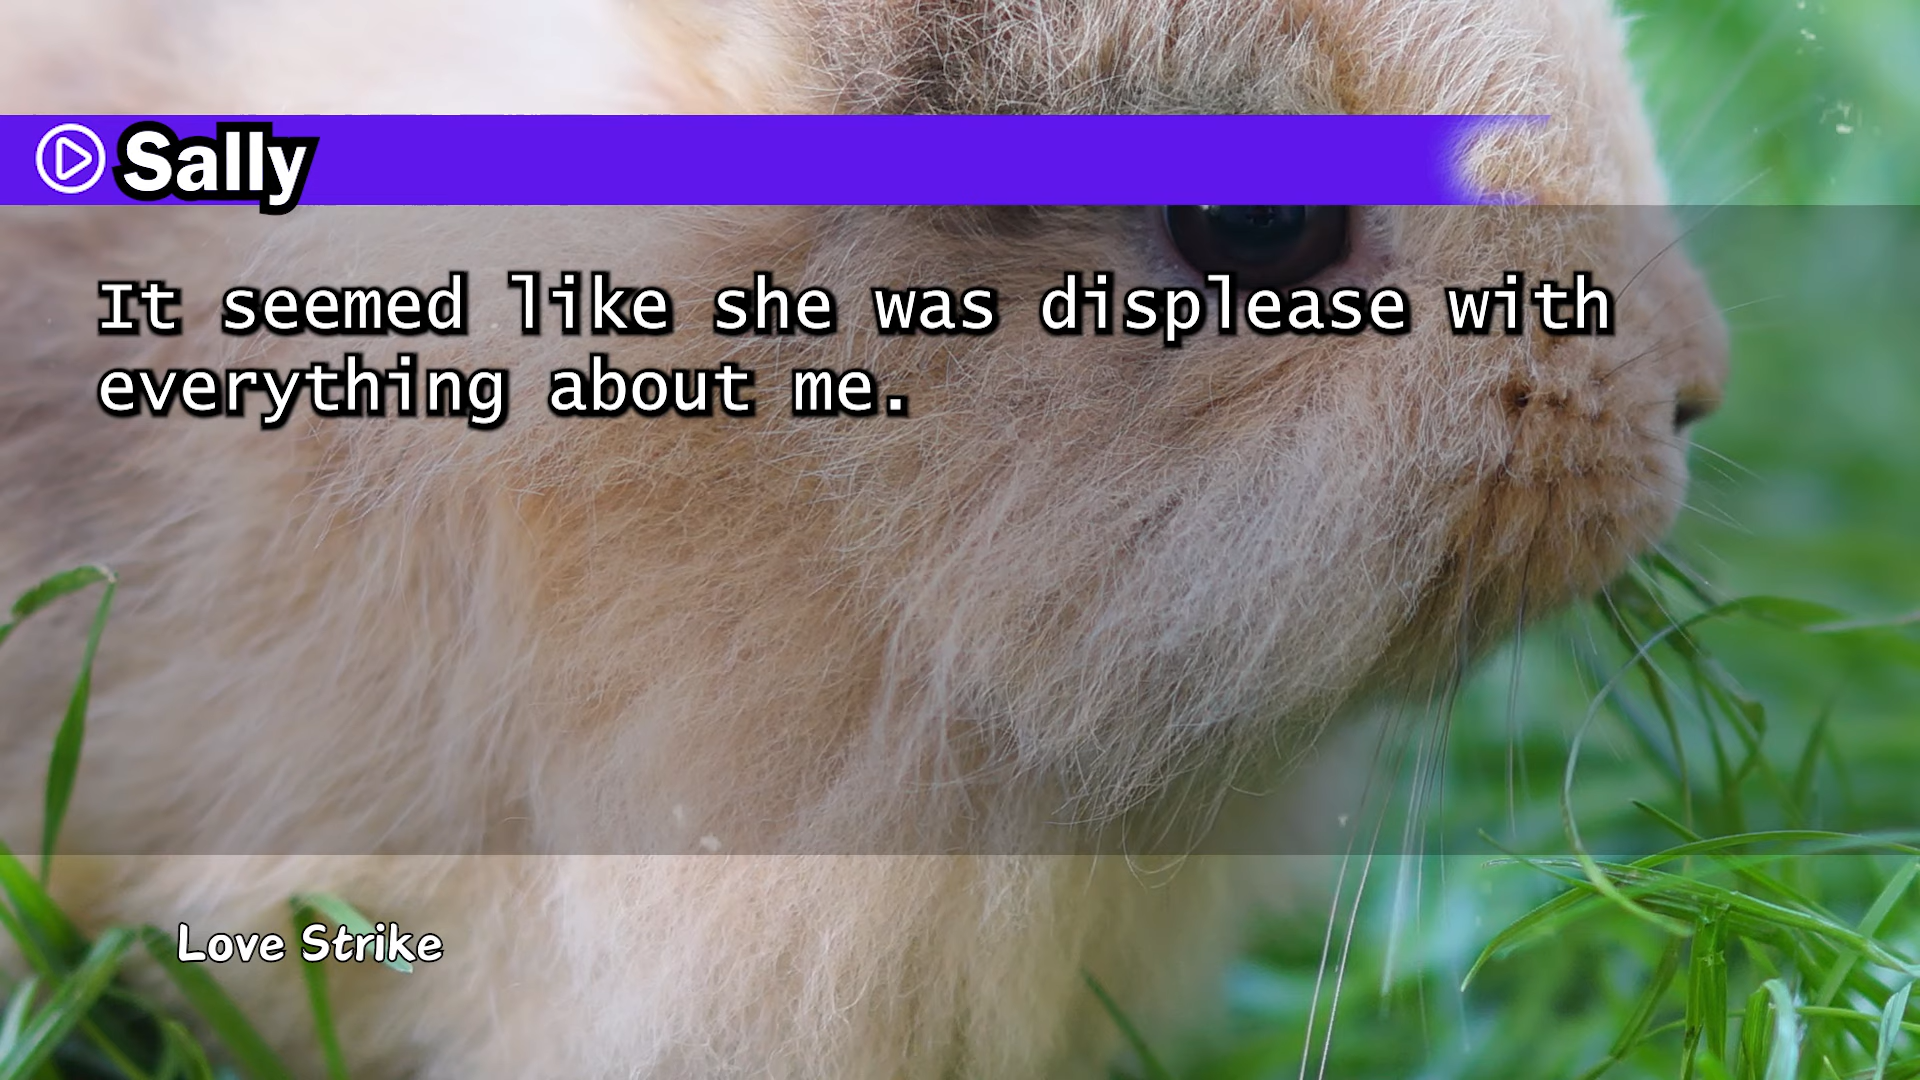 Sally
It seemed like she was displease with
everything about me.
Love Strike